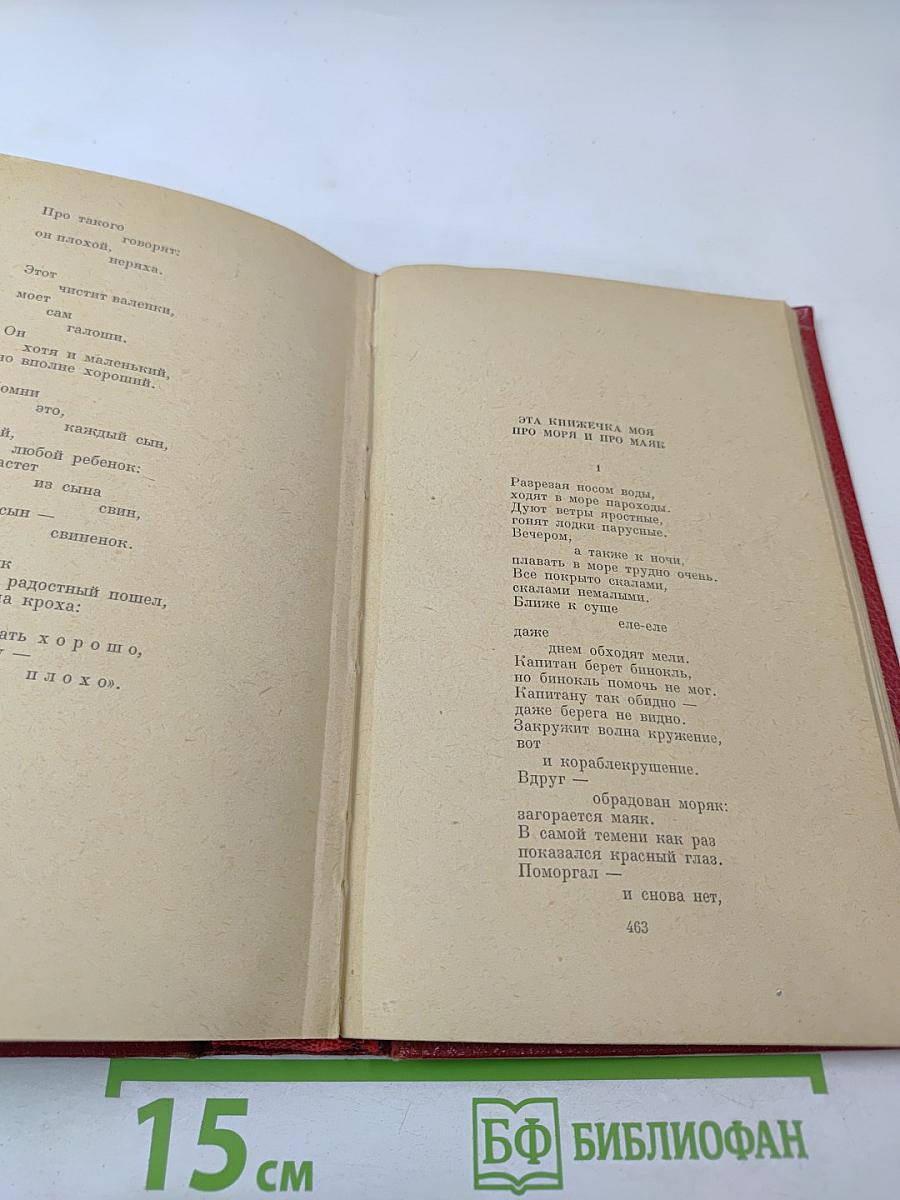 Про такого
говорят:
он плохой,
неряха.
Этот
чистит валенки,
моет
сам
галоши.
Он
хотя и маленький,
но вполне хороший.
омни
это,
каждый сын,
й,
любой ребенок:
астет
из сына
свин,
сын —
свиненок.
к
радостный пошел,
ла кроха:
ать х о р о ш о,
у —
п л о х о».
ЭТА КНИЖЕЧКА МОЯ
ПРО МОРЯ И ПРО МАЯК
1
Разрезая носом воды,
ходят в море пароходы.
Дуют ветры яростные,
гонят лодки парусные.
Вечером,
а также к ночи,
плавать в море трудно очень.
Все покрыто скалами,
скалами немалыми.
Ближе к суше
еле-еле
даже
днем обходят мели.
Капитан берет бинокль,
но бинокль помочь не мог.
Капитану так обидно —
даже берега не видно.
Закружит волна кружение,
вот
и кораблекрушение.
Вдруг —
обрадован моряк:
загорается маяк.
В самой темени как раз
показался красный глаз.
Поморгал —
и снова нет,
463
15 см
БФ БИБЛИОФАН